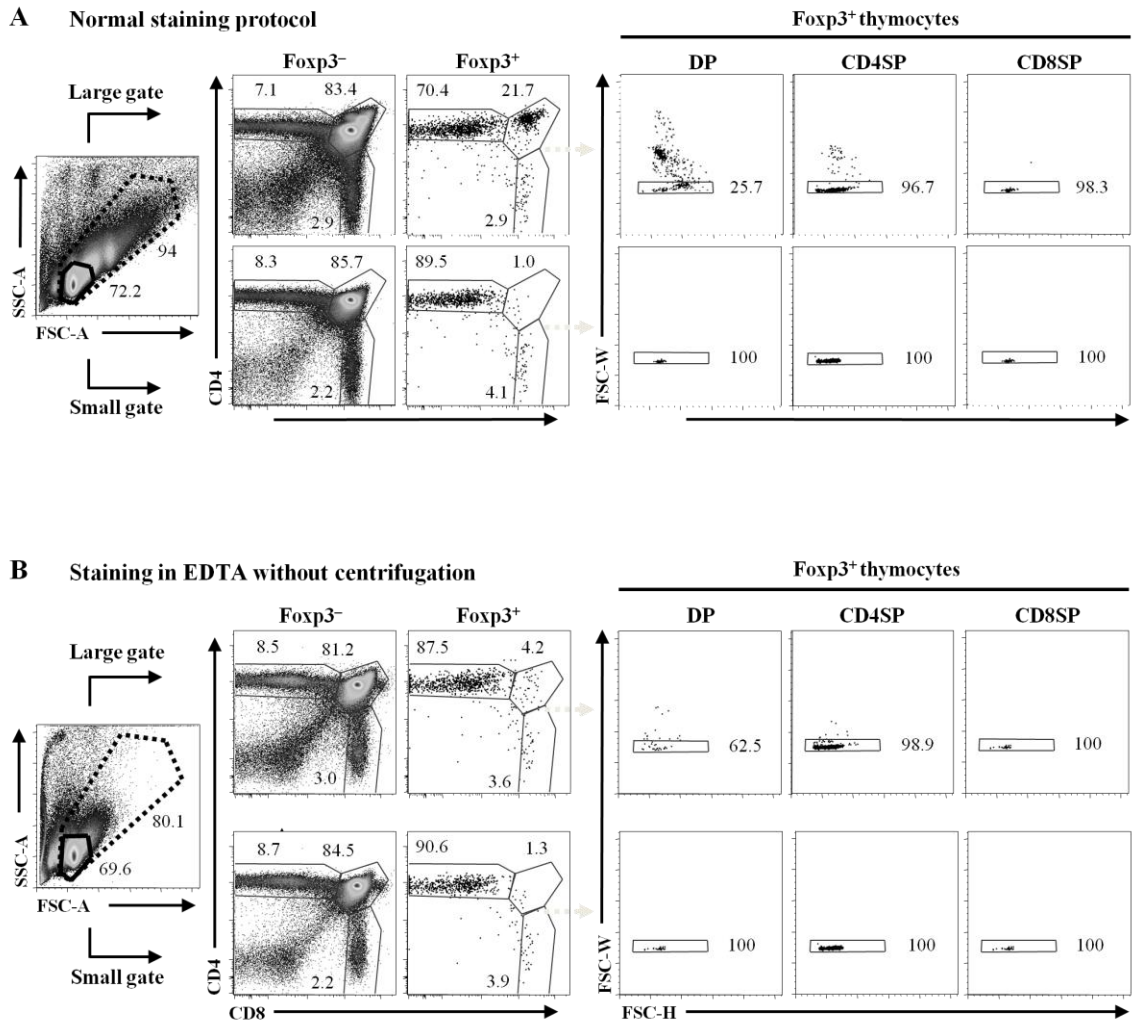 A Normal staining protocol
Foxp3⁺ thymocytes
Foxp3⁻ Foxp3⁺
DP CD4SP CD8SP
Large gate
7.1 83.4 70.4 21.7
25.7 96.7 98.3
2.9 2.9
94
72.2
SSC-A
FSC-A
8.3 85.7 89.5 1.0
100 100 100
2.2 4.1
Small gate
CD4
FSC-W
B Staining in EDTA without centrifugation
Foxp3⁺ thymocytes
Foxp3⁻ Foxp3⁺
DP CD4SP CD8SP
Large gate
8.5 81.2 87.5 4.2
62.5 98.9 100
3.0 3.6
80.1
69.6
SSC-A
FSC-A
8.7 84.5 90.6 1.3
100 100 100
2.2 3.9
Small gate
CD4
FSC-W
CD8
FSC-H